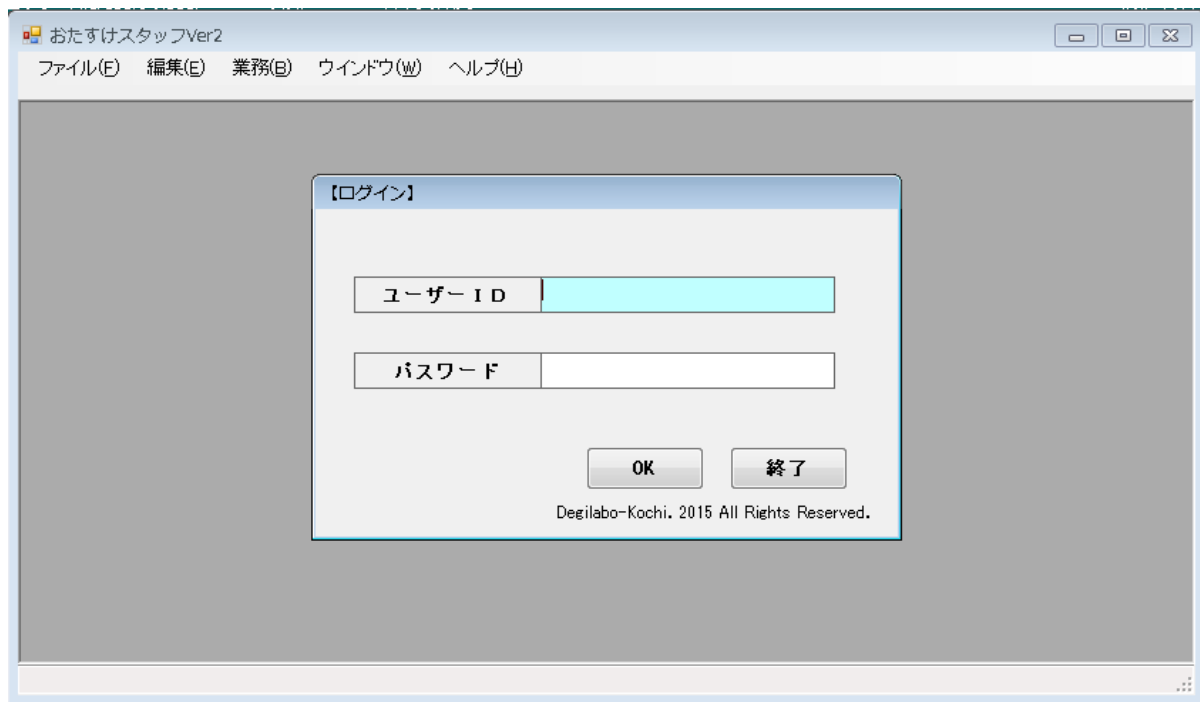 おたすけスタッフVer2
ファイル(F) 編集(E) 業務(B) ウインドウ(W) ヘルプ(H)
【ログイン】
ユーザーＩＤ
パスワード
OK 終了
Degilabo-Kochi. 2015 All Rights Reserved.